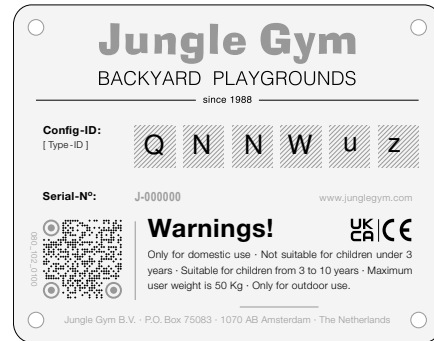 Jungle Gym
BACKYARD PLAYGROUNDS
since 1988
Config-ID:
[ Type-ID ]
Q N N W u z
Serial-Nº: J-000000 www.junglegym.com
080_102_0100
Warnings!
UK CA CE
Only for domestic use · Not suitable for children under 3
years · Suitable for children from 3 to 10 years · Maximum
user weight is 50 Kg · Only for outdoor use.
Jungle Gym B.V. · P.O. Box 75083 · 1070 AB Amsterdam · The Netherlands